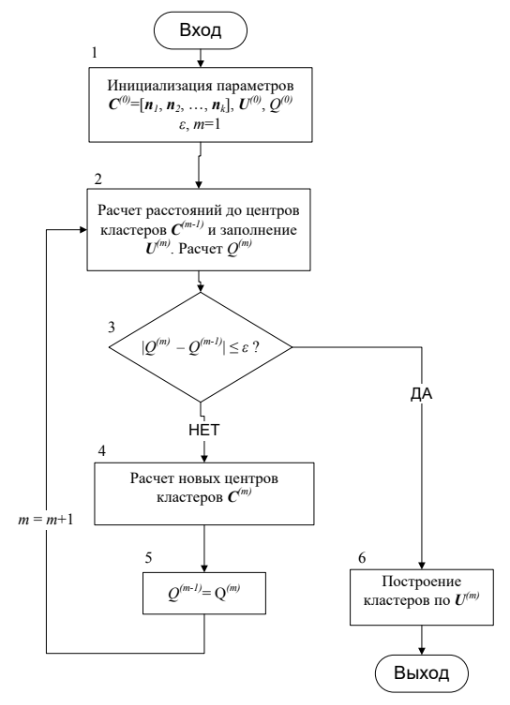 Вход
1
Инициализация параметров
C(0)=[n1, n2, …, nk], U(0), Q(0)
ε, m=1
2
Расчет расстояний до центров
кластеров C(m-1) и заполнение
U(m). Расчет Q(m)
3
|Q(m) – Q(m-1)| ≤ ε ?
ДА
НЕТ
4
Расчет новых центров
кластеров C(m)
m = m+1
5
Q(m-1)= Q(m)
6
Построение
кластеров по U(m)
Выход